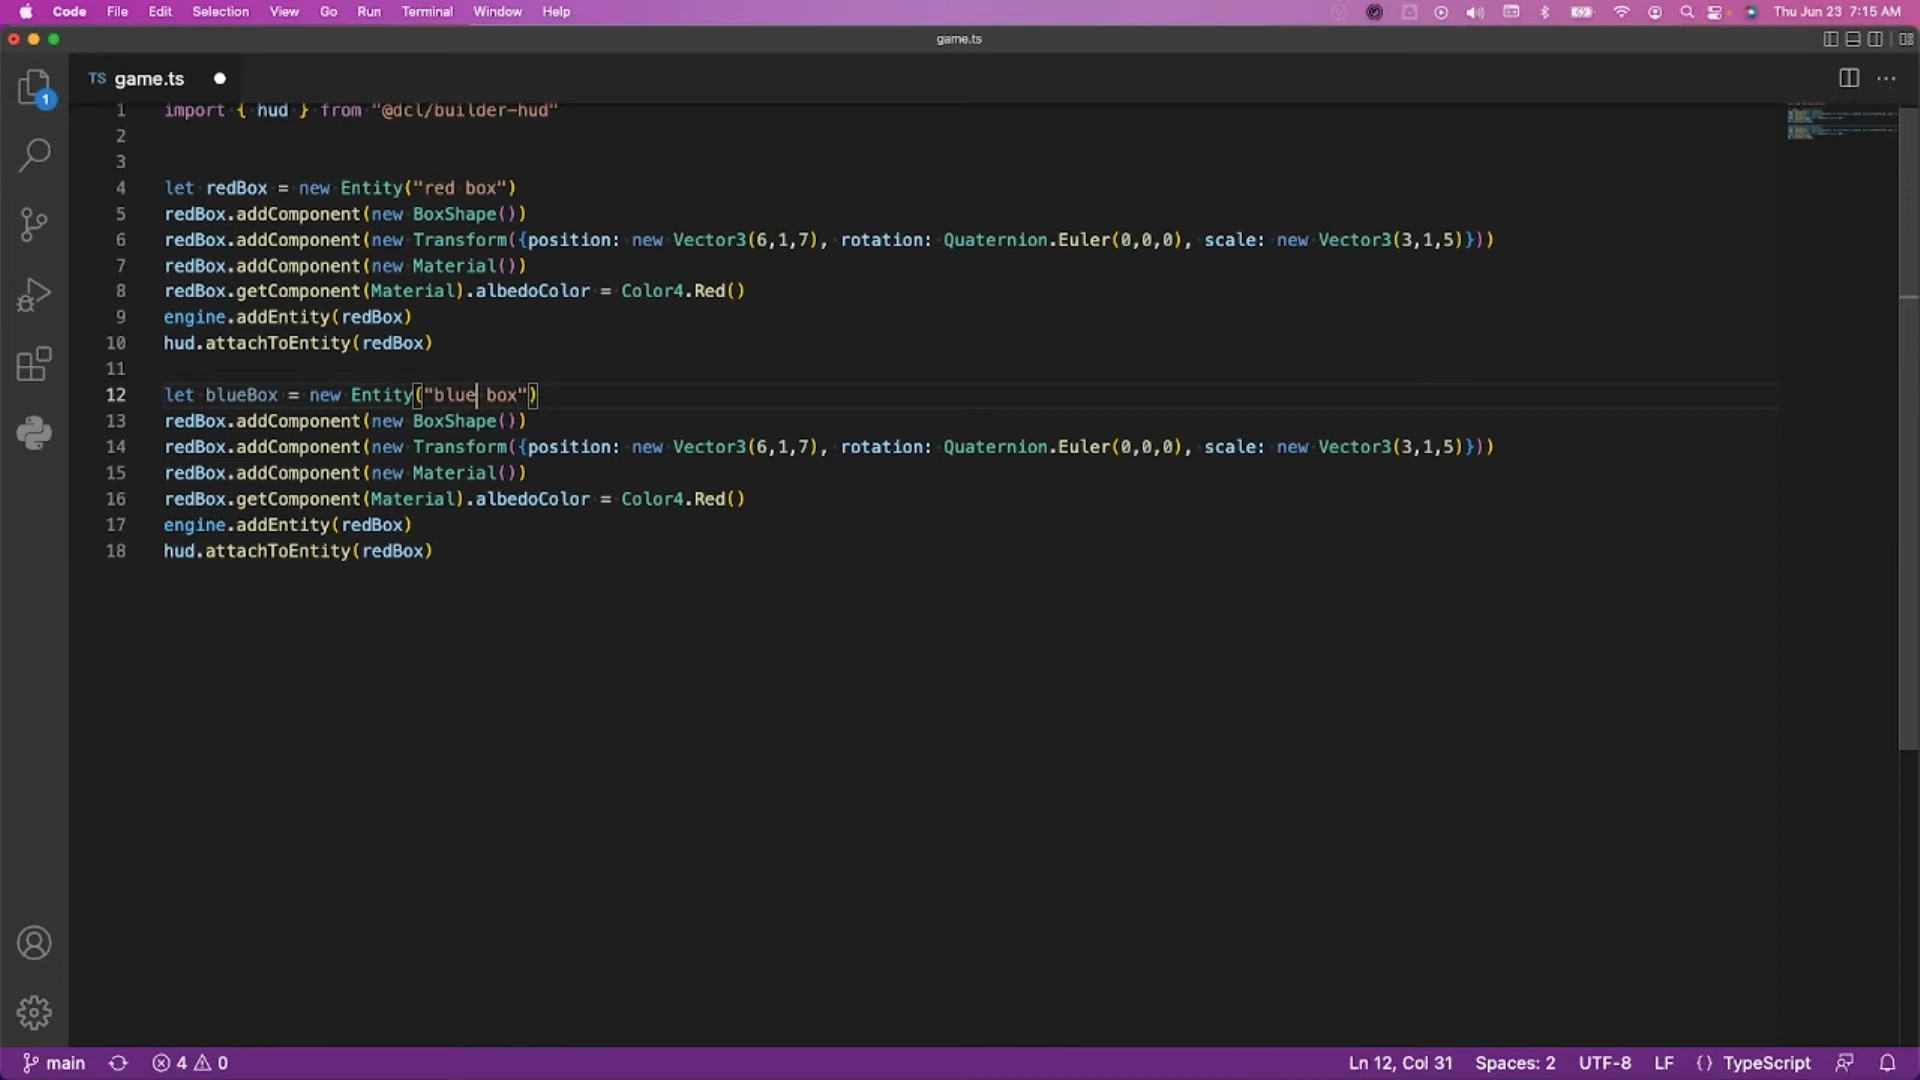 Code File Edit Selection View Go Run Terminal Window Help Thu Jun 23 7:15 AM
game.ts
TS game.ts
1
1 import { hud } from "@dcl/builder-hud"
2
3
4 let redBox = new Entity("red box")
5 redBox.addComponent(new BoxShape())
6 redBox.addComponent(new Transform({position: new Vector3(6,1,7), rotation: Quaternion.Euler(0,0,0), scale: new Vector3(3,1,5)}))
7 redBox.addComponent(new Material())
8 redBox.getComponent(Material).albedoColor = Color4.Red()
9 engine.addEntity(redBox)
10 hud.attachToEntity(redBox)
11
12 let blueBox = new Entity("blue box")
13 redBox.addComponent(new BoxShape())
14 redBox.addComponent(new Transform({position: new Vector3(6,1,7), rotation: Quaternion.Euler(0,0,0), scale: new Vector3(3,1,5)}))
15 redBox.addComponent(new Material())
16 redBox.getComponent(Material).albedoColor = Color4.Red()
17 engine.addEntity(redBox)
18 hud.attachToEntity(redBox)
main 4 0 Ln 12, Col 31 Spaces: 2 UTF-8 LF {} TypeScript